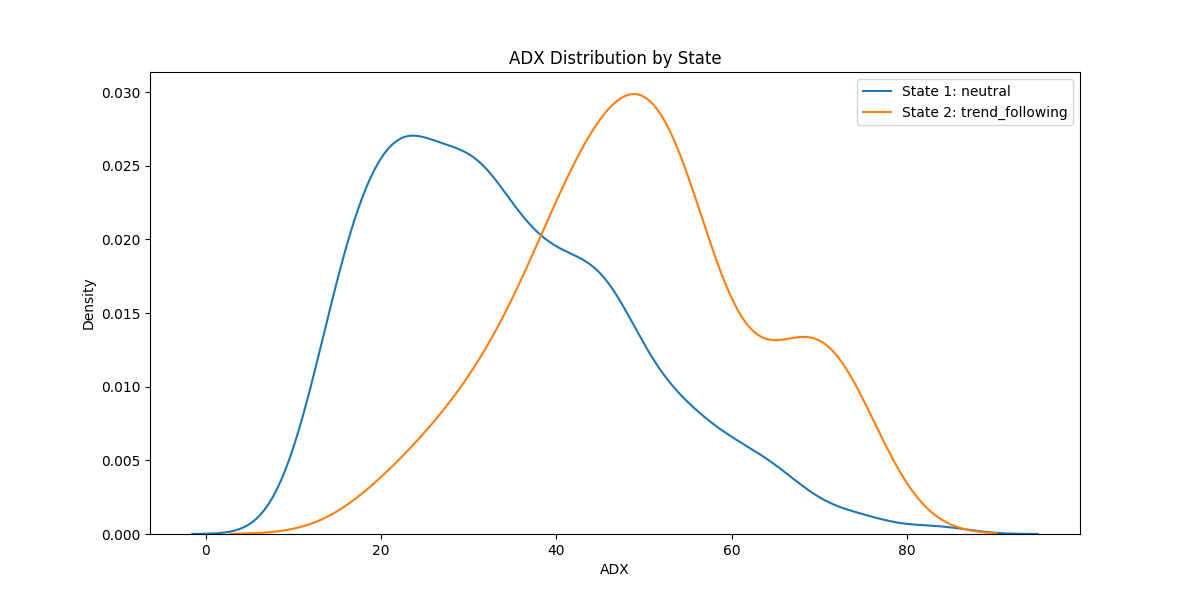 ADX Distribution by State
State 1: neutral
State 2: trend_following
0.030
0.025
0.020
0.015
0.010
0.005
0.000
Density
0 20 40 60 80
ADX